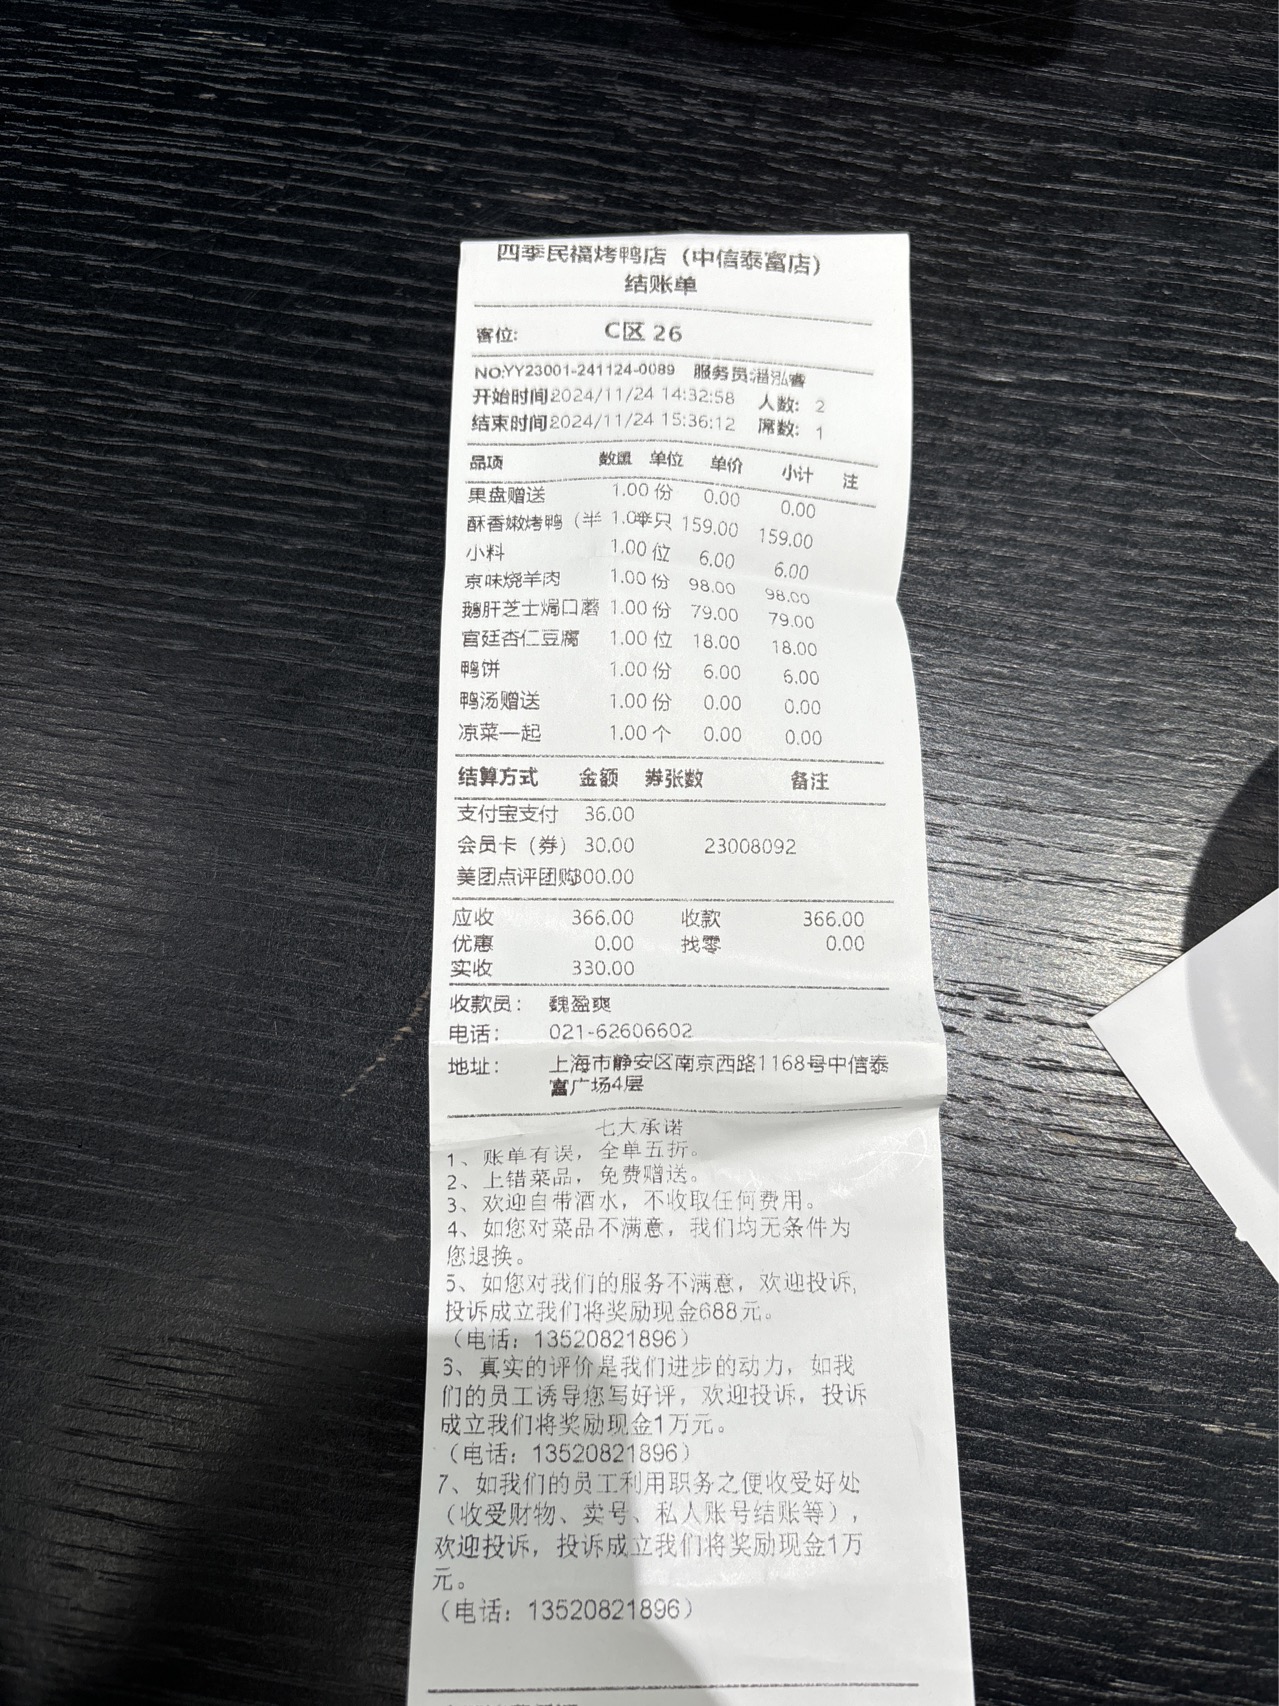 四季民福烤鸭店（中信泰富店）
结账单
客位： C区 26
NO:YY23001-241124-0089 服务员:潘泓睿
开始时间2024/11/24 14:32:58 人数： 2
结束时间2024/11/24 15:36:12 席数： 1
品项 数量 单位 单价 小计 注
果盘赠送 1.00 份 0.00 0.00
酥香嫩烤鸭（半 1.00半只 159.00 159.00
小料 1.00 位 6.00 6.00
京味烧羊肉 1.00 份 98.00 98.00
鹅肝芝士焗口蘑 1.00 份 79.00 79.00
宫廷杏仁豆腐 1.00 位 18.00 18.00
鸭饼 1.00 份 6.00 6.00
鸭汤赠送 1.00 份 0.00 0.00
凉菜一起 1.00 个 0.00 0.00
结算方式 金额 券张数 备注
支付宝支付 36.00
会员卡（券） 30.00 23008092
美团点评团购300.00
应收 366.00 收款 366.00
优惠 0.00 找零 0.00
实收 330.00
收款员： 魏盈爽
电话： 021-62606602
地址： 上海市静安区南京西路1168号中信泰
富广场4层
七大承诺
1、账单有误，全单五折。
2、上错菜品，免费赠送。
3、欢迎自带酒水，不收取任何费用。
4、如您对菜品不满意，我们均无条件为
您退换。
5、如您对我们的服务不满意，欢迎投诉,
投诉成立我们将奖励现金688元。
（电话：13520821896）
6、真实的评价是我们进步的动力，如我
们的员工诱导您写好评，欢迎投诉，投诉
成立我们将奖励现金1万元。
（电话：13520821896）
7、如我们的员工利用职务之便收受好处
（收受财物、卖号、私人账号结账等），
欢迎投诉，投诉成立我们将奖励现金1万
元。
（电话：13520821896）